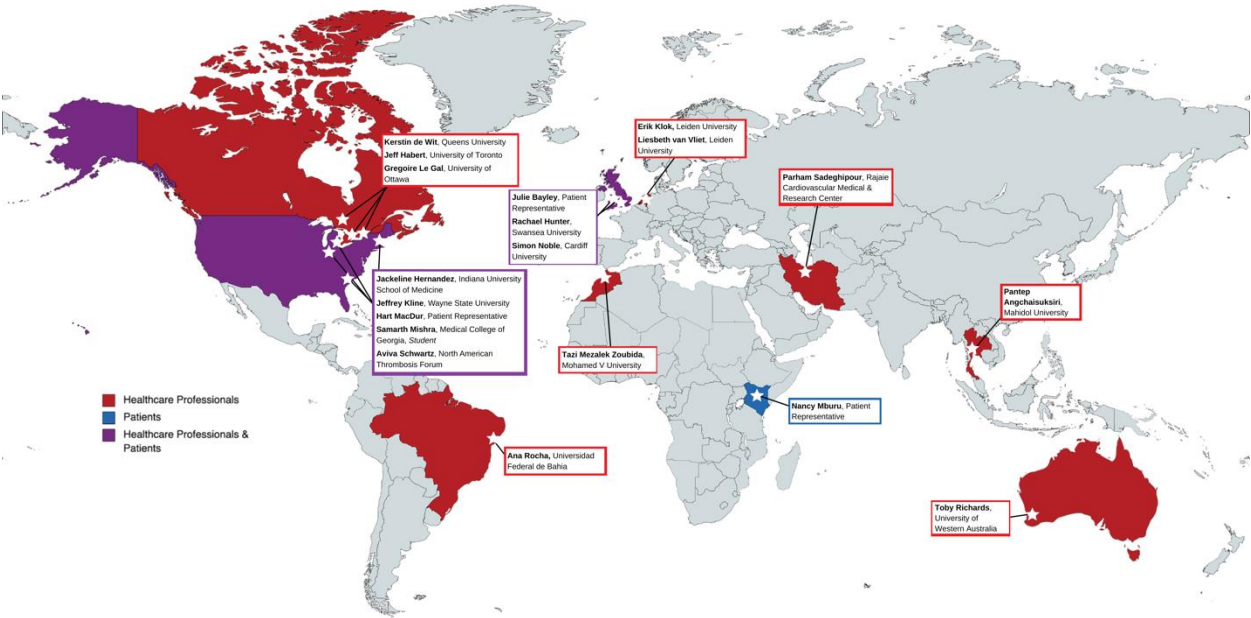 Kerstin de Wit, Queens University
Jeff Habert, University of Toronto
Gregoire Le Gal, University of
Ottawa
Erik Klok, Leiden University
Liesbeth van Vliet, Leiden
University
Julie Bayley, Patient
Representative
Rachael Hunter,
Swansea University
Simon Noble, Cardiff
University
Parham Sadeghipour, Rajaie
Cardiovascular Medical &
Research Center
Jackeline Hernandez, Indiana University
School of Medicine
Jeffrey Kline, Wayne State University
Hart MacDur, Patient Representative
Samarth Mishra, Medical College of
Georgia, Student
Aviva Schwartz, North American
Thrombosis Forum
Pantep
Angchaisuksiri,
Mahidol University
Tazi Mezalek Zoubida,
Mohamed V University
Nancy Mburu, Patient
Representative
Healthcare Professionals
Patients
Healthcare Professionals &
Patients
Ana Rocha, Universidad
Federal de Bahia
Toby Richards,
University of
Western Australia